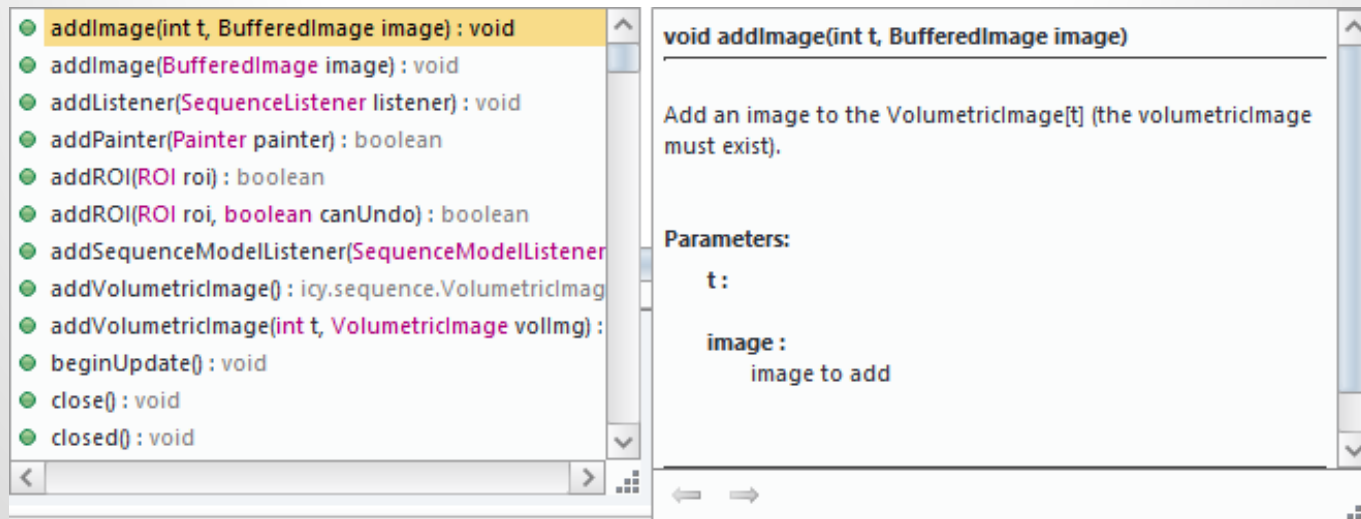 addImage(int t, BufferedImage image) : void
addImage(BufferedImage image) : void
addListener(SequenceListener listener) : void
addPainter(Painter painter) : boolean
addROI(ROI roi) : boolean
addROI(ROI roi, boolean canUndo) : boolean
addSequenceModelListener(SequenceModelListener
addVolumetricImage() : icy.sequence.VolumetricImag
addVolumetricImage(int t, VolumetricImage volImg) :
beginUpdate() : void
close() : void
closed() : void
void addImage(int t, BufferedImage image)
Add an image to the VolumetricImage[t] (the volumetricImage
must exist).
Parameters:
t :
image :
image to add